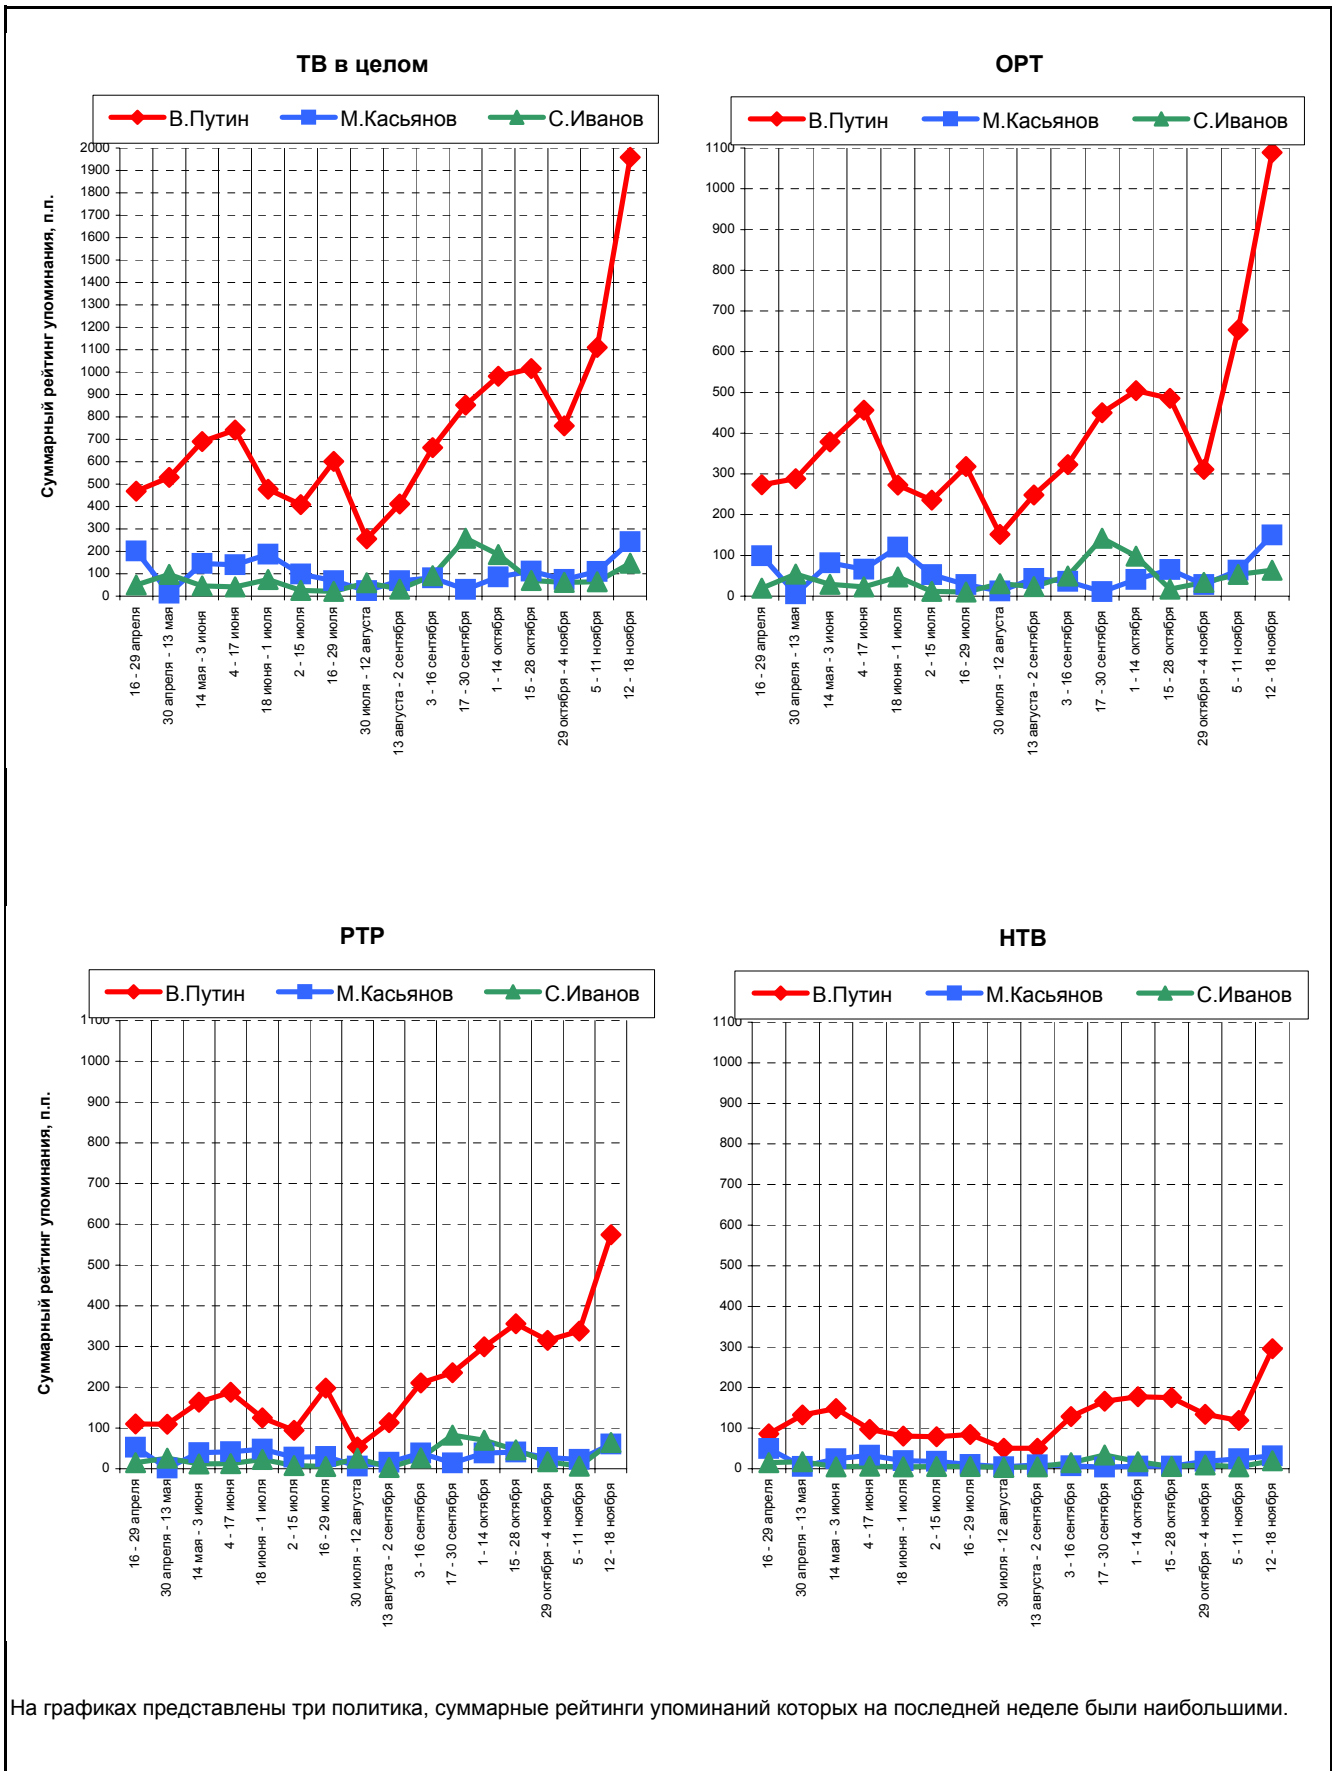 ТВ в целом
В.Путин М.Касьянов С.Иванов
Суммарный рейтинг упоминания, п.п.
2000
1900
1800
1700
1600
1500
1400
1300
1200
1100
1000
900
800
700
600
500
400
300
200
100
0
16 - 29 апреля
30 апреля - 13 мая
14 мая - 3 июня
4 - 17 июня
18 июня - 1 июля
2 - 15 июля
16 - 29 июля
30 июля - 12 августа
13 августа - 2 сентября
3 - 16 сентября
17 - 30 сентября
1 - 14 октября
15 - 28 октября
29 октября - 4 ноября
5 - 11 ноября
12 - 18 ноября
ОРТ
В.Путин М.Касьянов С.Иванов
1100
1000
900
800
700
600
500
400
300
200
100
0
16 - 29 апреля
30 апреля - 13 мая
14 мая - 3 июня
4 - 17 июня
18 июня - 1 июля
2 - 15 июля
16 - 29 июля
30 июля - 12 августа
13 августа - 2 сентября
3 - 16 сентября
17 - 30 сентября
1 - 14 октября
15 - 28 октября
29 октября - 4 ноября
5 - 11 ноября
12 - 18 ноября
РТР
В.Путин М.Касьянов С.Иванов
Суммарный рейтинг упоминания, п.п.
1100
1000
900
800
700
600
500
400
300
200
100
0
16 - 29 апреля
30 апреля - 13 мая
14 мая - 3 июня
4 - 17 июня
18 июня - 1 июля
2 - 15 июля
16 - 29 июля
30 июля - 12 августа
13 августа - 2 сентября
3 - 16 сентября
17 - 30 сентября
1 - 14 октября
15 - 28 октября
29 октября - 4 ноября
5 - 11 ноября
12 - 18 ноября
НТВ
В.Путин М.Касьянов С.Иванов
1100
1000
900
800
700
600
500
400
300
200
100
0
16 - 29 апреля
30 апреля - 13 мая
14 мая - 3 июня
4 - 17 июня
18 июня - 1 июля
2 - 15 июля
16 - 29 июля
30 июля - 12 августа
13 августа - 2 сентября
3 - 16 сентября
17 - 30 сентября
1 - 14 октября
15 - 28 октября
29 октября - 4 ноября
5 - 11 ноября
12 - 18 ноября
На графиках представлены три политика, суммарные рейтинги упоминаний которых на последней неделе были наибольшими.